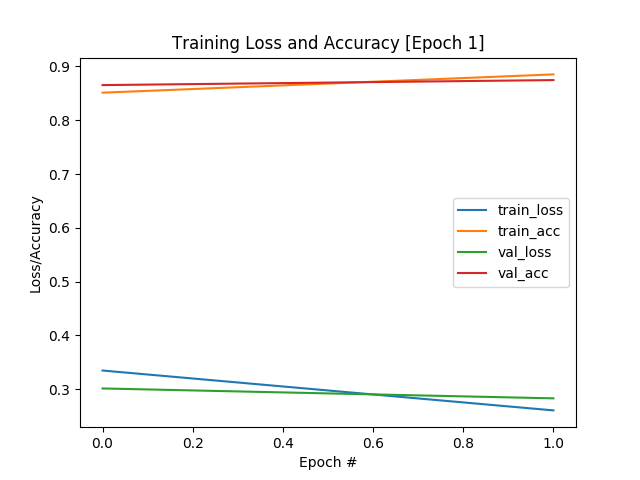 Training Loss and Accuracy [Epoch 1]
Loss/Accuracy
0.9
0.8
0.7
0.6
0.5
0.4
0.3
train_loss
train_acc
val_loss
val_acc
0.0 0.2 0.4 0.6 0.8 1.0
Epoch #